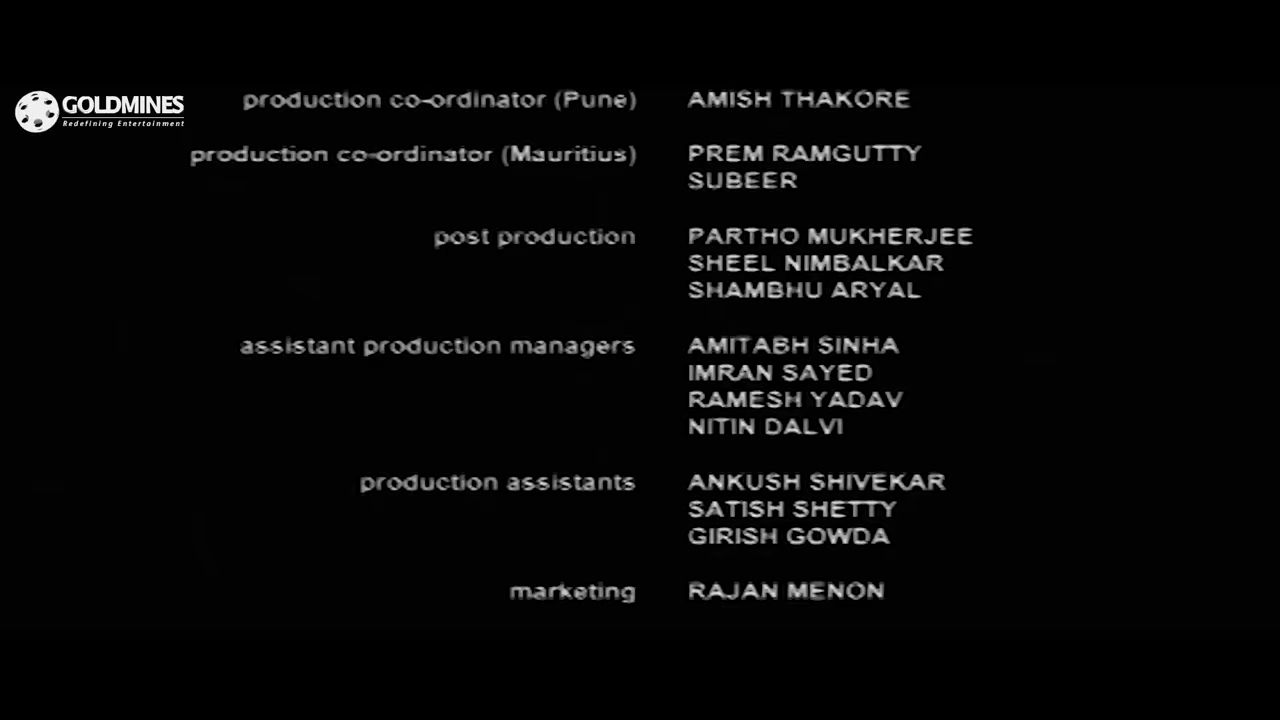 GOLDMINES
Redefining Entertainment
production co-ordinator (Pune) AMISH THAKORE
production co-ordinator (Mauritius) PREM RAMGUTTY
SUBEER
post production PARTHO MUKHERJEE
SHEEL NIMBALKAR
SHAMBHU ARYAL
assistant production managers AMITABH SINHA
IMRAN SAYED
RAMESH YADAV
NITIN DALVI
production assistants ANKUSH SHIVEKAR
SATISH SHETTY
GIRISH GOWDA
marketing RAJAN MENON